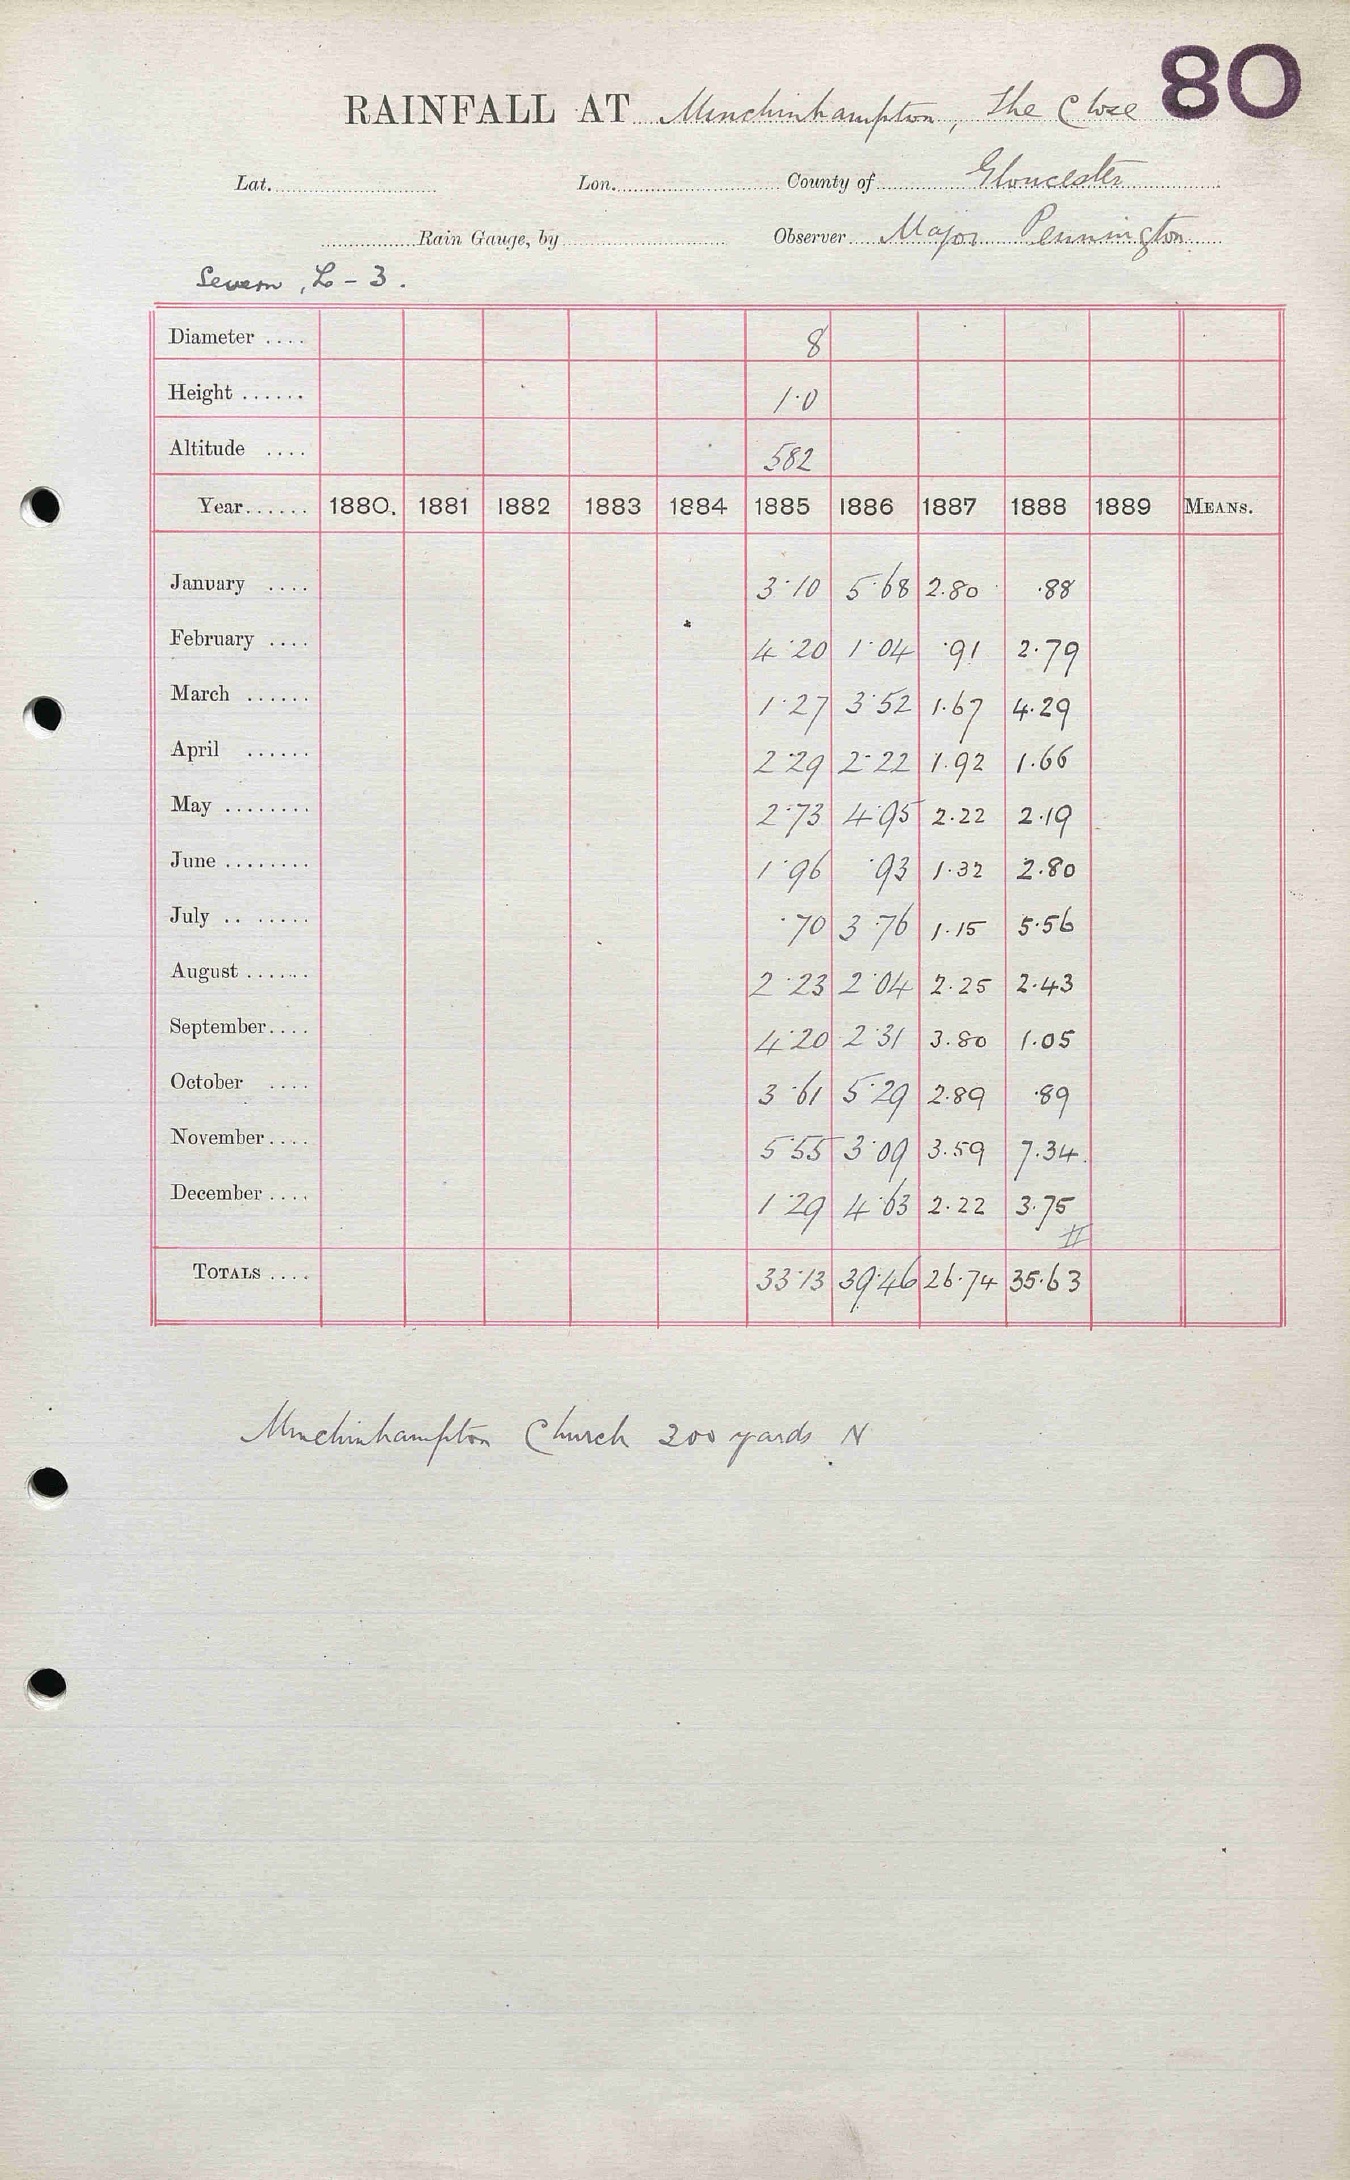 80
RAINFALL AT Minchinhampton, The Close
Lat. Lon. County of Gloucester
Rain Gauge, by Observer Major Pennington
Severn, L-3.
Diameter .... 8
Height ...... 1·0
Altitude .... 582
Year...... 1880. 1881 1882 1883 1884 1885 1886 1887 1888 1889 MEANS.
January .... 3·10 5·68 2.80 ·88
February .... 4·20 1·04 ·91 2.79
March ...... 1·27 3·52 1.67 4.29
April ...... 2·29 2·22 1.92 1.66
May ........ 2·73 4·95 2.22 2.19
June ........ 1·96 ·93 1.32 2.80
July .. ...... ·70 3·76 1.15 5.56
August ...... 2·23 2·04 2.25 2.43
September.... 4·20 2·31 3.80 1.05
October .... 3·61 5·29 2.89 ·89
November.... 5·55 3·09 3.59 7.34
December .... 1·29 4·63 2.22 3.75
TOTALS .... 33·13 39·46 26.74 35.63
Minchinhampton Church 200 yards N